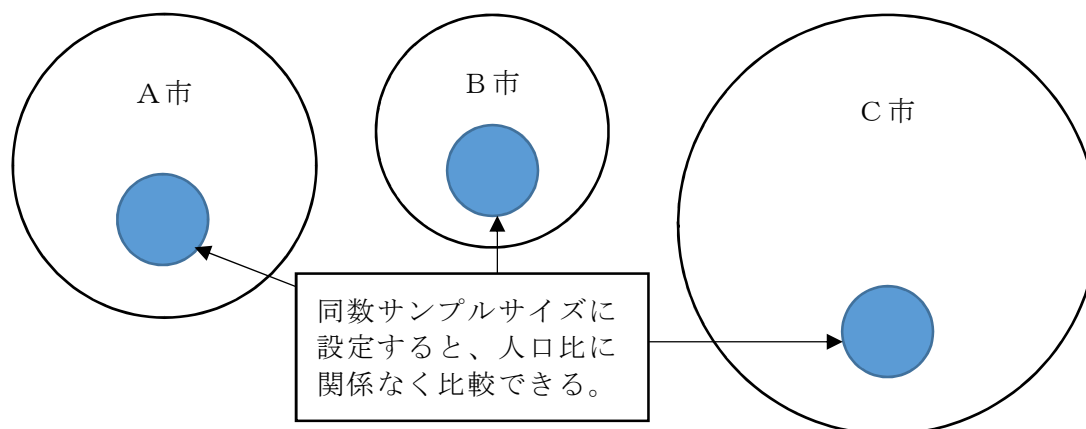 A市
B市
C市
同数サンプルサイズに
設定すると、人口比に
関係なく比較できる。